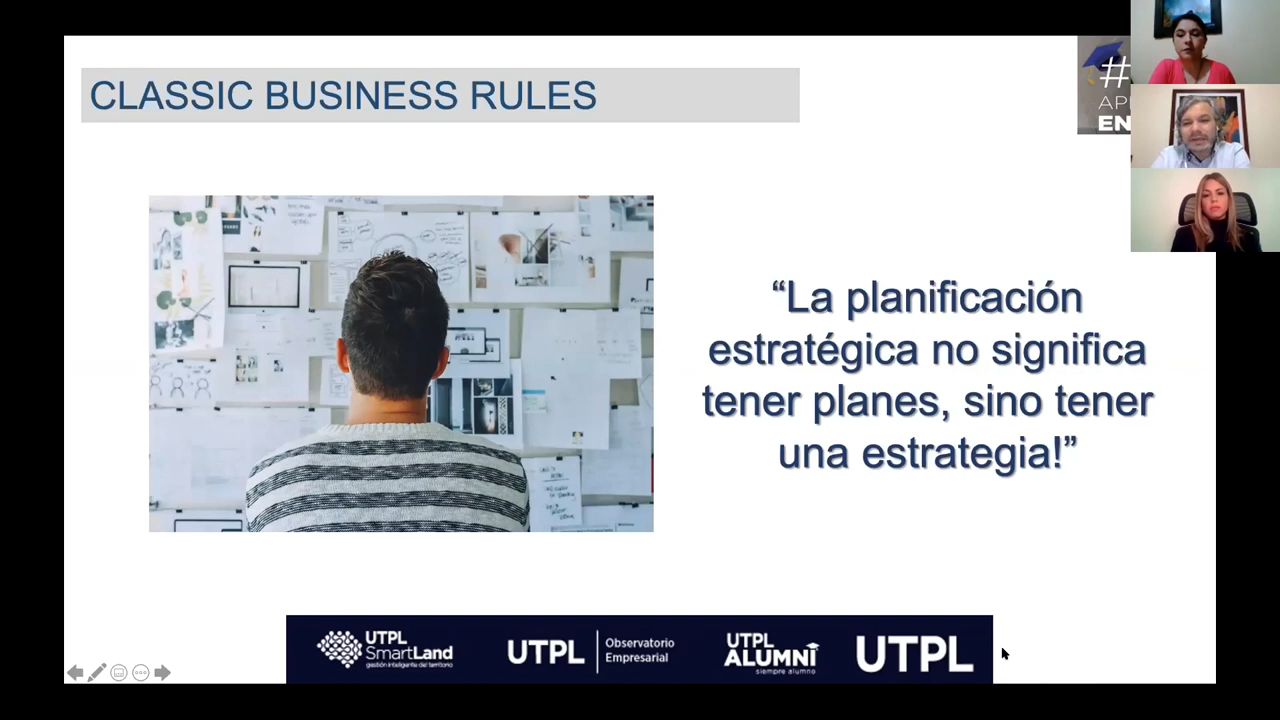 CLASSIC BUSINESS RULES
#
AP
EN
“La planificación
estratégica no significa
tener planes, sino tener
una estrategia!”
UTPL
SmartLand
gestión inteligente del territorio
UTPL
Observatorio
Empresarial
UTPL
ALUMNI
siempre alumno
UTPL